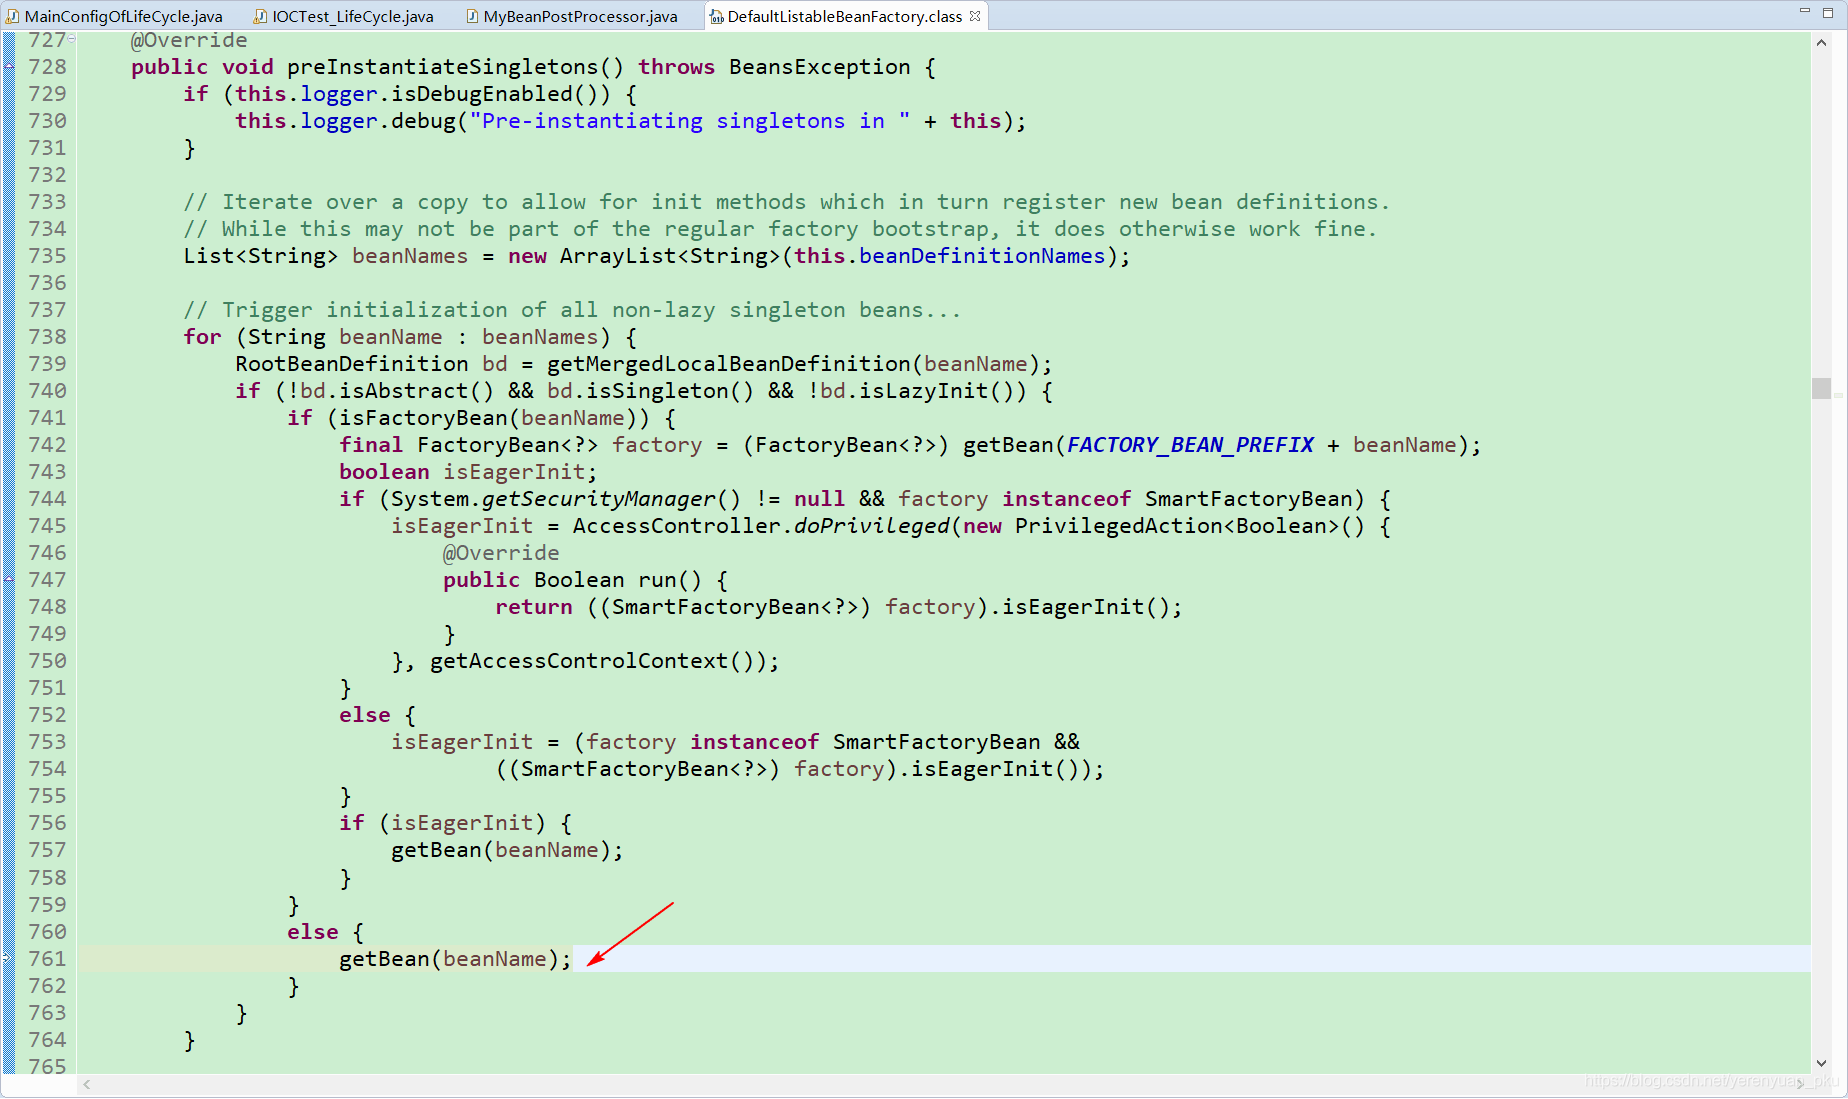 MainConfigOfLifeCycle.java IOCTest_LifeCycle.java MyBeanPostProcessor.java DefaultListableBeanFactory.class
727 @Override
728 public void preInstantiateSingletons() throws BeansException {
729 if (this.logger.isDebugEnabled()) {
730 this.logger.debug("Pre-instantiating singletons in " + this);
731 }
732
733 // Iterate over a copy to allow for init methods which in turn register new bean definitions.
734 // While this may not be part of the regular factory bootstrap, it does otherwise work fine.
735 List<String> beanNames = new ArrayList<String>(this.beanDefinitionNames);
736
737 // Trigger initialization of all non-lazy singleton beans...
738 for (String beanName : beanNames) {
739 RootBeanDefinition bd = getMergedLocalBeanDefinition(beanName);
740 if (!bd.isAbstract() && bd.isSingleton() && !bd.isLazyInit()) {
741 if (isFactoryBean(beanName)) {
742 final FactoryBean<?> factory = (FactoryBean<?>) getBean(FACTORY_BEAN_PREFIX + beanName);
743 boolean isEagerInit;
744 if (System.getSecurityManager() != null && factory instanceof SmartFactoryBean) {
745 isEagerInit = AccessController.doPrivileged(new PrivilegedAction<Boolean>() {
746 @Override
747 public Boolean run() {
748 return ((SmartFactoryBean<?>) factory).isEagerInit();
749 }
750 }, getAccessControlContext());
751 }
752 else {
753 isEagerInit = (factory instanceof SmartFactoryBean &&
754 ((SmartFactoryBean<?>) factory).isEagerInit());
755 }
756 if (isEagerInit) {
757 getBean(beanName);
758 }
759 }
760 else {
761 getBean(beanName);
762 }
763 }
764 }
765
https://blog.csdn.net/yerenyuan_pku